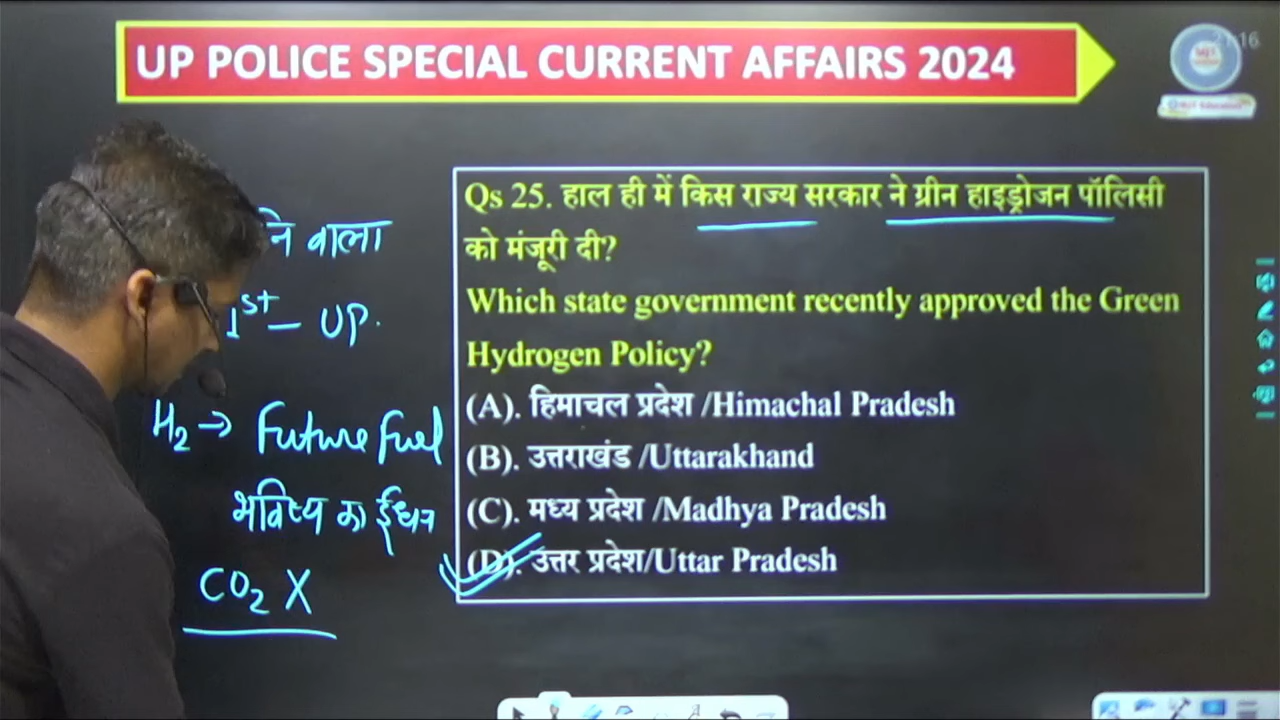 UP POLICE SPECIAL CURRENT AFFAIRS 2024
21:16
Qs 25. हाल ही में किस राज्य सरकार ने ग्रीन हाइड्रोजन पॉलिसी
को मंजूरी दी?
Which state government recently approved the Green
Hydrogen Policy?
(A). हिमाचल प्रदेश /Himachal Pradesh
(B). उत्तराखंड /Uttarakhand
(C). मध्य प्रदेश /Madhya Pradesh
(D). उत्तर प्रदेश/Uttar Pradesh
वाला
1st – UP.
H₂ → Future Fuel
भविष्य का ईंधन
CO₂ X